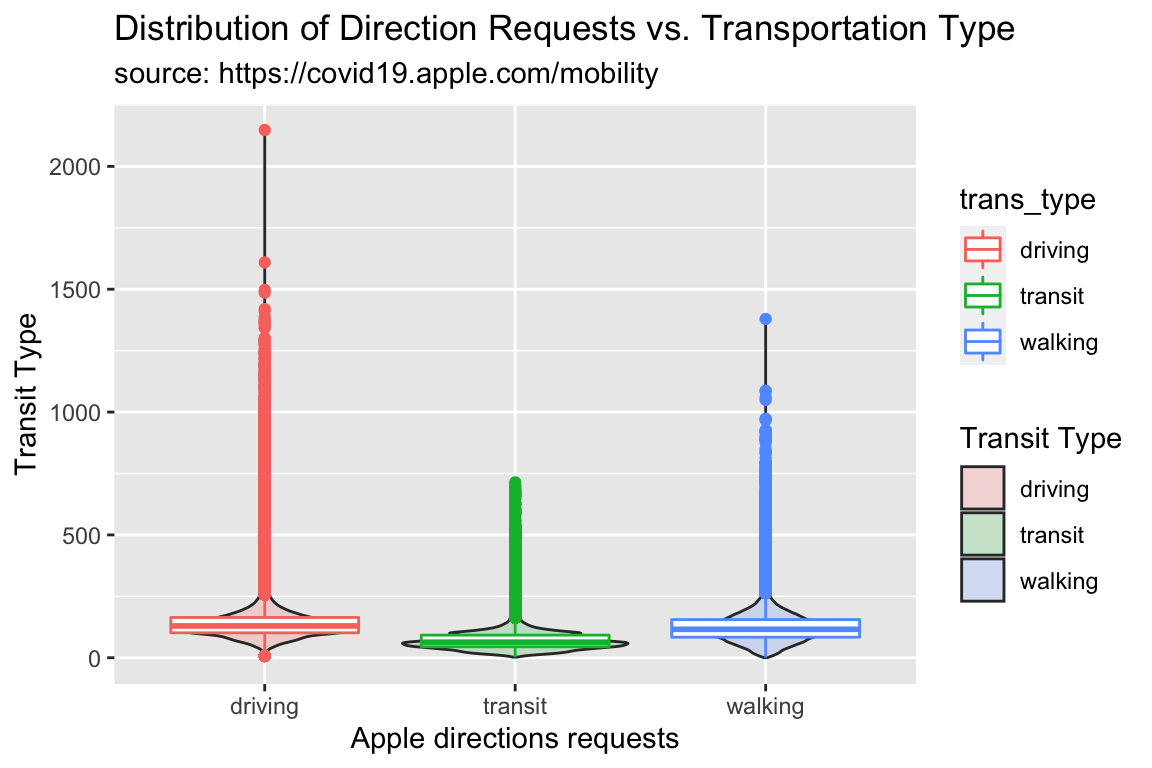 Distribution of Direction Requests vs. Transportation Type
source: https://covid19.apple.com/mobility
2000
1500
1000
500
0
Transit Type
driving
transit
walking
Apple directions requests
trans_type
driving
transit
walking
Transit Type
driving
transit
walking